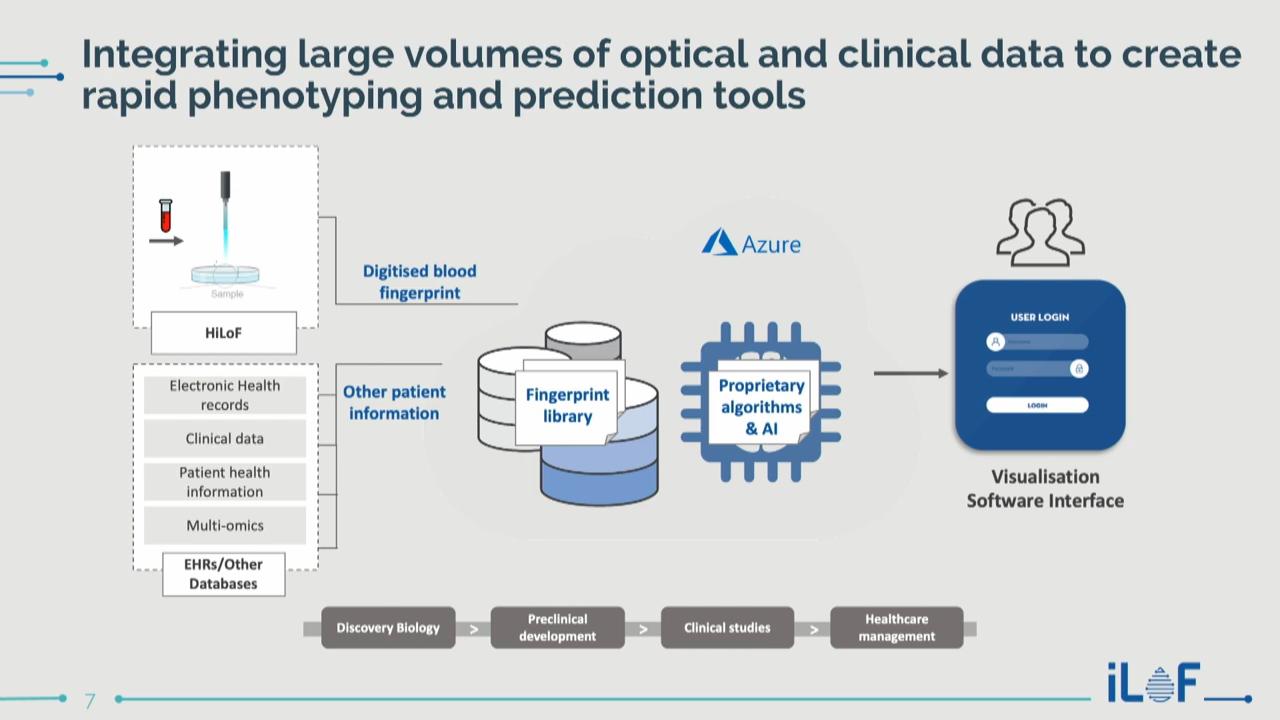 Integrating large volumes of optical and clinical data to create
rapid phenotyping and prediction tools
Sample
HiLoF
Digitised blood
fingerprint
Electronic Health
records
Clinical data
Patient health
information
Multi-omics
EHRs/Other
Databases
Other patient
information
Fingerprint
library
Azure
Proprietary
algorithms
& AI
USER LOGIN
Password
LOGIN
Visualisation
Software Interface
Discovery Biology
>
Preclinical
development
>
Clinical studies
>
Healthcare
management
7
iLoF